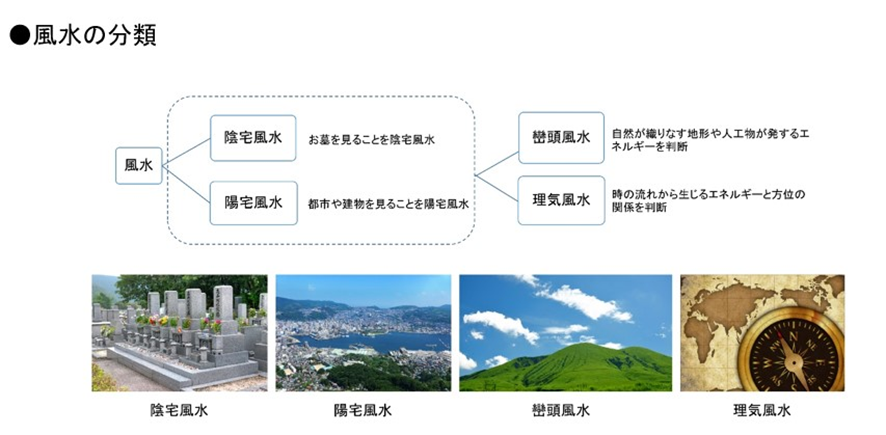 ●風水の分類
風水
陰宅風水
お墓を見ることを陰宅風水
陽宅風水
都市や建物を見ることを陽宅風水
巒頭風水
自然が織りなす地形や人工物が発するエ
ネルギーを判断
理気風水
時の流れから生じるエネルギーと方位の
関係を判断
N
E
W
陰宅風水
陽宅風水
巒頭風水
理気風水